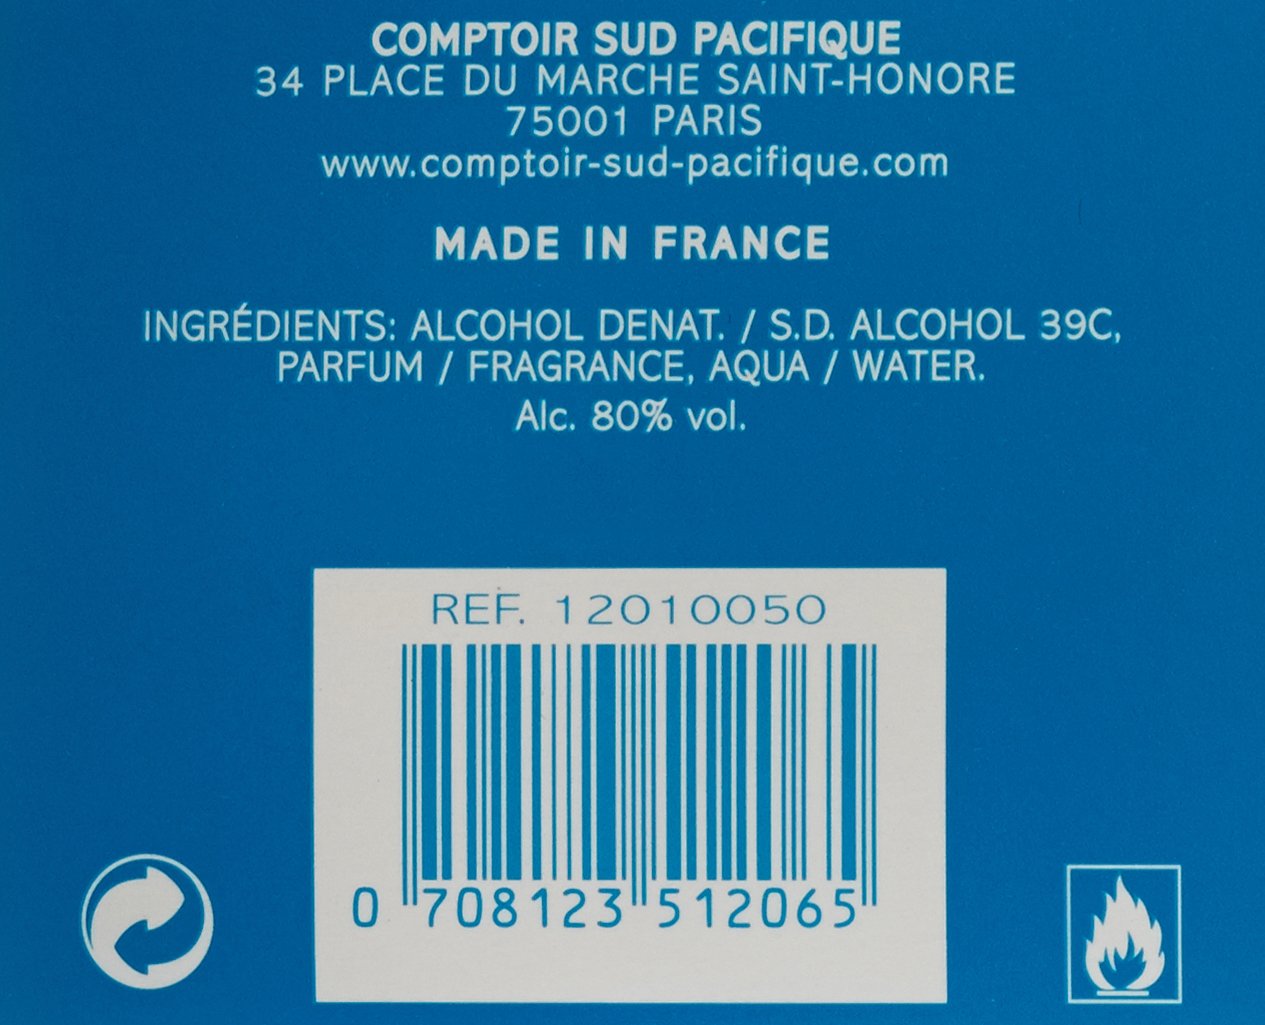 COMPTOIR SUD PACIFIQUE
34 PLACE DU MARCHE SAINT-HONORE
75001 PARIS
www.comptoir-sud-pacifique.com
MADE IN FRANCE
INGRÉDIENTS: ALCOHOL DENAT. / S.D. ALCOHOL 39C,
PARFUM / FRAGRANCE, AQUA / WATER.
Alc. 80% vol.
REF. 12010050
0 708123 512065